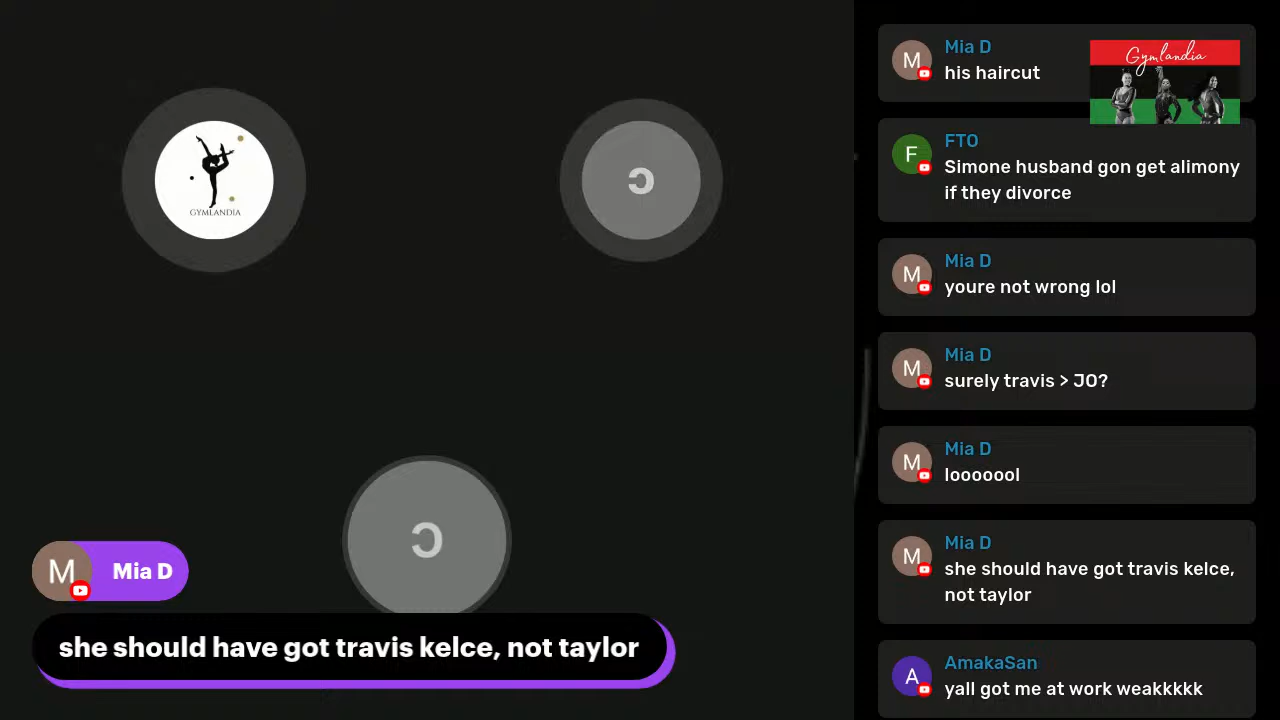 GYMLANDIA
ɔ
ɔ
M
Mia D
she should have got travis kelce, not taylor
M
Mia D
his haircut
Gymlandia
F
FTO
Simone husband gon get alimony
if they divorce
M
Mia D
youre not wrong lol
M
Mia D
surely travis > JO?
M
Mia D
looooool
M
Mia D
she should have got travis kelce,
not taylor
A
AmakaSan
yall got me at work weakkkkk